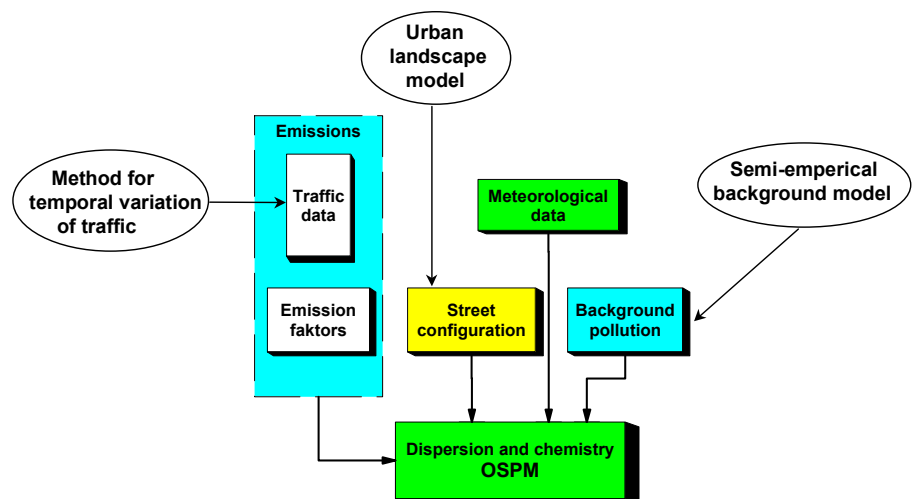 Urban
landscape
model
Emissions
Method for
temporal variation
of traffic
Traffic
data
Meteorological
data
Semi-emperical
background model
Emission
faktors
Street
configuration
Background
pollution
Dispersion and chemistry
OSPM